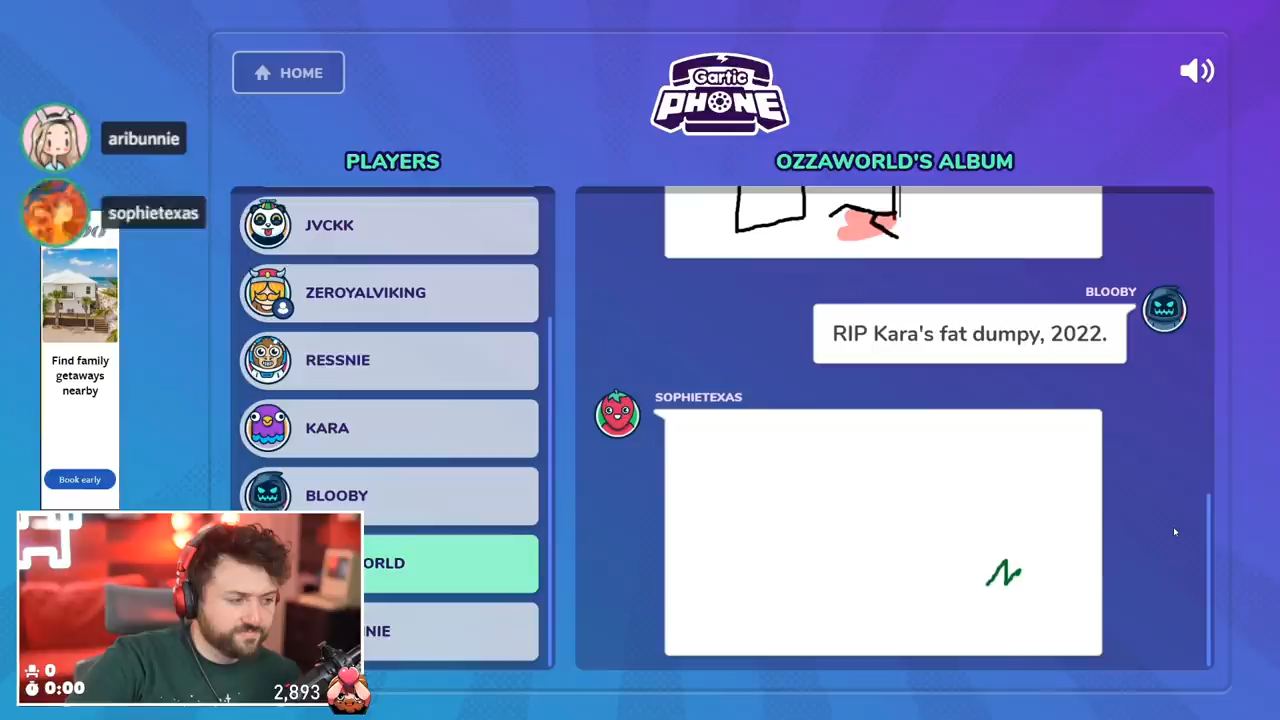 HOME
Gartic
PHONE
aribunnie
sophietexas
PLAYERS
OZZAWORLD'S ALBUM
JVCKK
ZEROYALVIKING
RESSNIE
KARA
BLOOBY
ORLD
NIE
BLOOBY
RIP Kara's fat dumpy, 2022.
SOPHIETEXAS
Find family
getaways
nearby
Book early
0
0:00
2,893